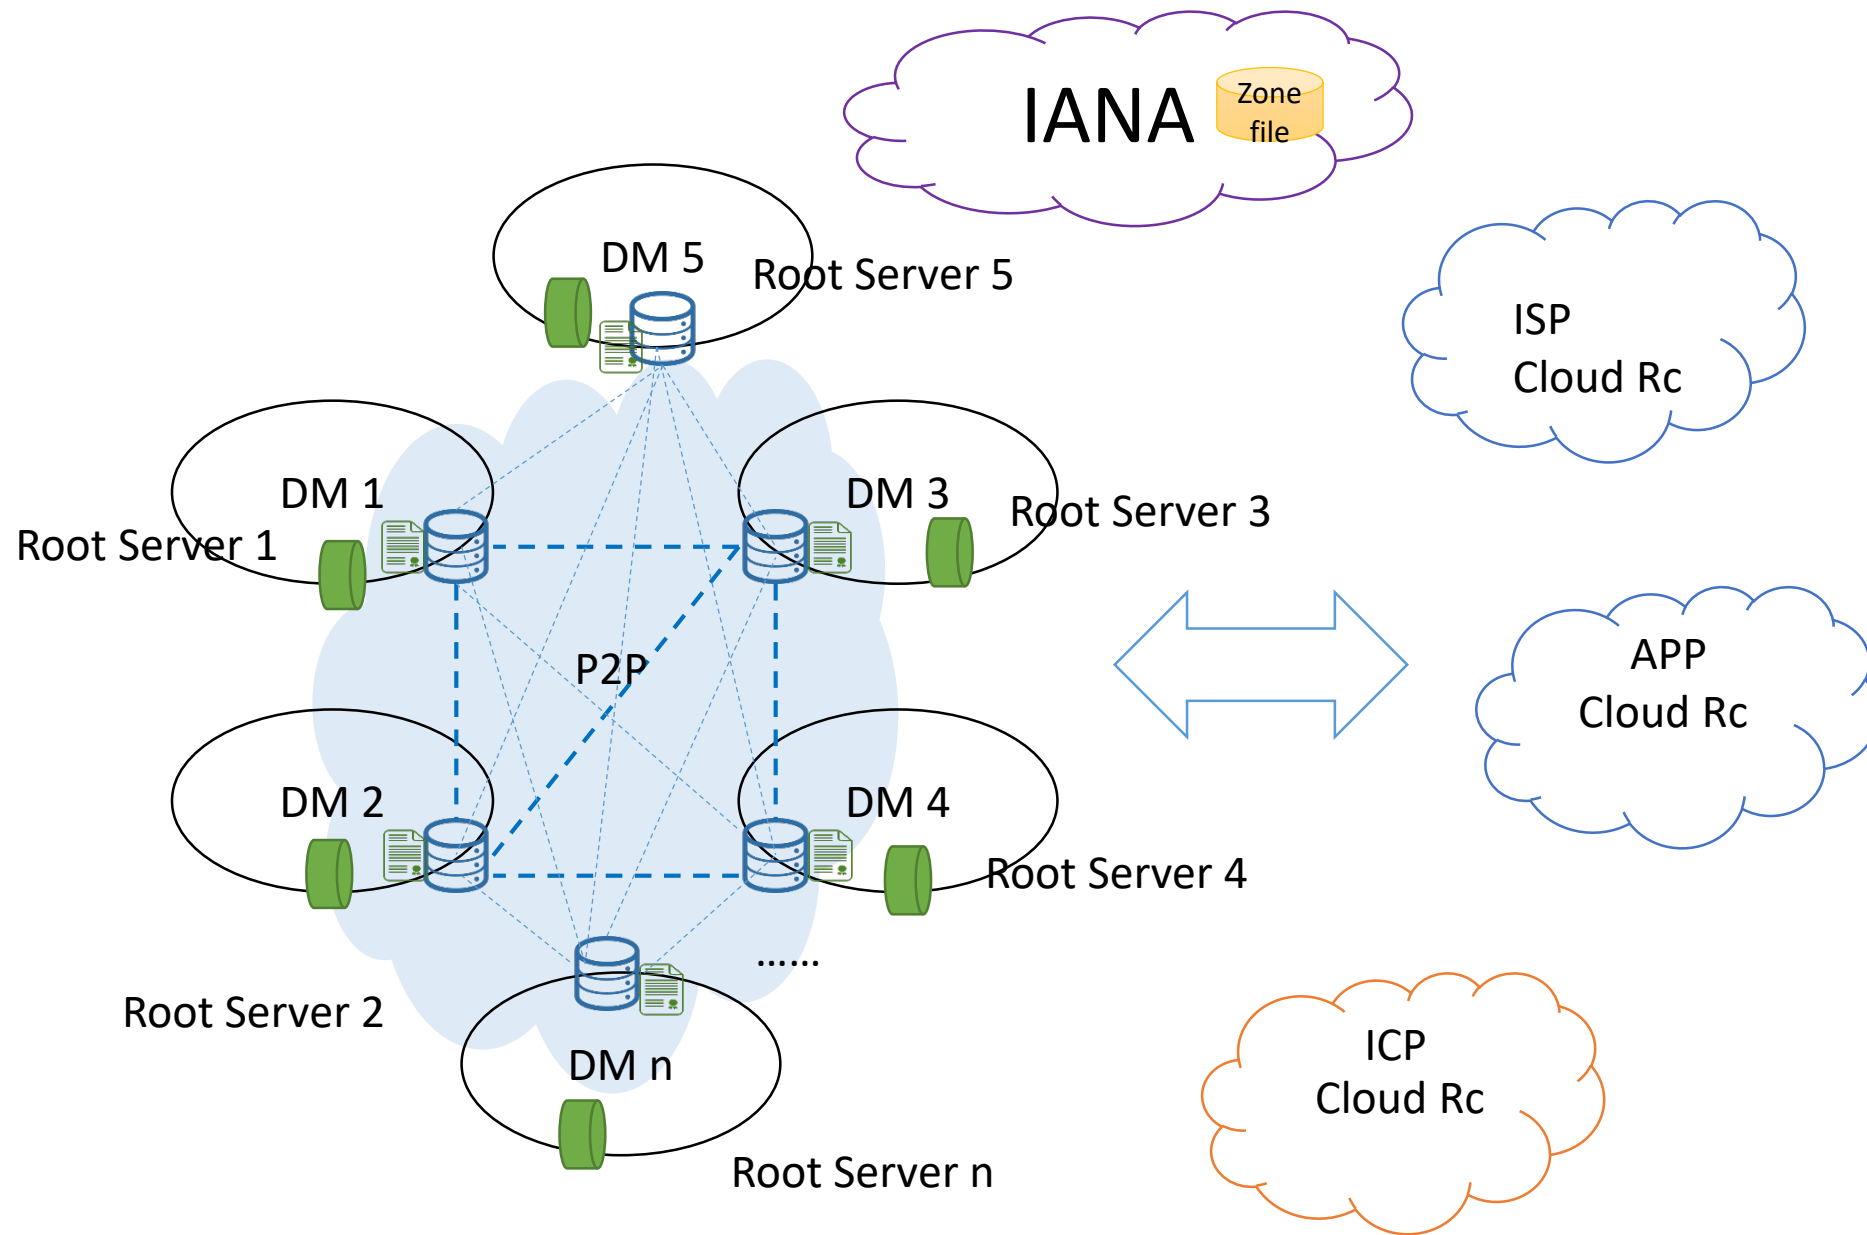 IANA
Zone
file
DM 5
Root Server 5
ISP
Cloud Rc
DM 1
Root Server 1
DM 3
Root Server 3
P2P
APP
Cloud Rc
DM 2
DM 4
Root Server 4
......
Root Server 2
DM n
Root Server n
ICP
Cloud Rc